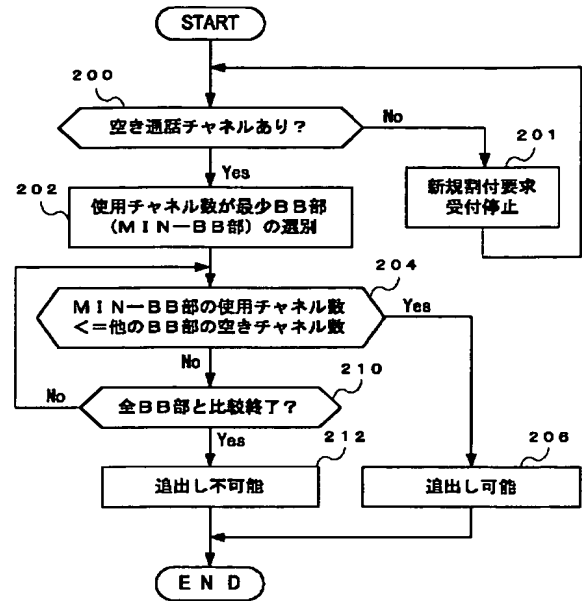 START
200
空き通話チャネルあり？
No
Yes
201
新規割付要求
受付停止
202
使用チャネル数が最少BB部
（MIN－BB部）の選別
204
MIN－BB部の使用チャネル数
<=他のBB部の空きチャネル数
Yes
No
No
210
全BB部と比較終了？
Yes
212
追出し不可能
206
追出し可能
END